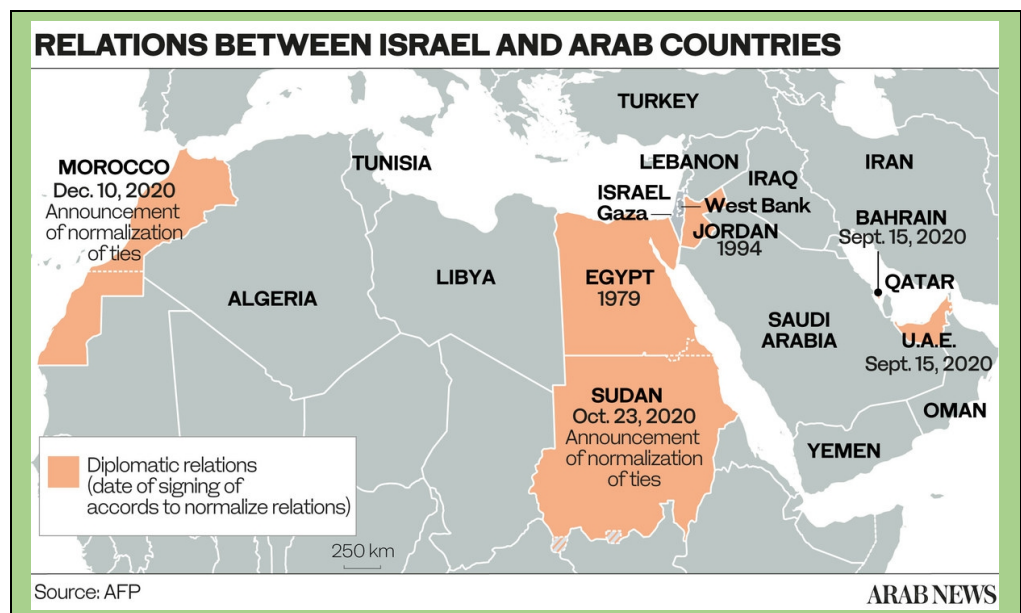 RELATIONS BETWEEN ISRAEL AND ARAB COUNTRIES
TURKEY
MOROCCO
Dec. 10, 2020
Announcement
of normalization
of ties
TUNISIA
LEBANON
IRAQ
IRAN
ISRAEL
Gaza
West Bank
JORDAN
1994
BAHRAIN
Sept. 15, 2020
ALGERIA
LIBYA
EGYPT
1979
QATAR
SAUDI
ARABIA
U.A.E.
Sept. 15, 2020
SUDAN
Oct. 23, 2020
Announcement
of normalization
of ties
OMAN
YEMEN
Diplomatic relations
(date of signing of
accords to normalize relations)
250 km
Source: AFP
ARAB NEWS